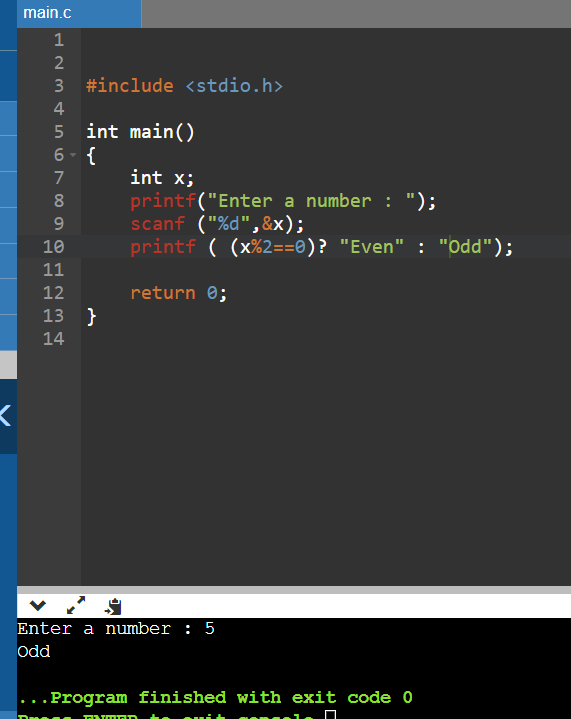 main.c
1
2
3 #include <stdio.h>
4
5 int main()
6 {
7 int x;
8 printf("Enter a number : ");
9 scanf ("%d",&x);
10 printf ( (x%2==0)? "Even" : "Odd");
11
12 return 0;
13 }
14
Enter a number : 5
Odd
...Program finished with exit code 0
Press ENTER to exit console.